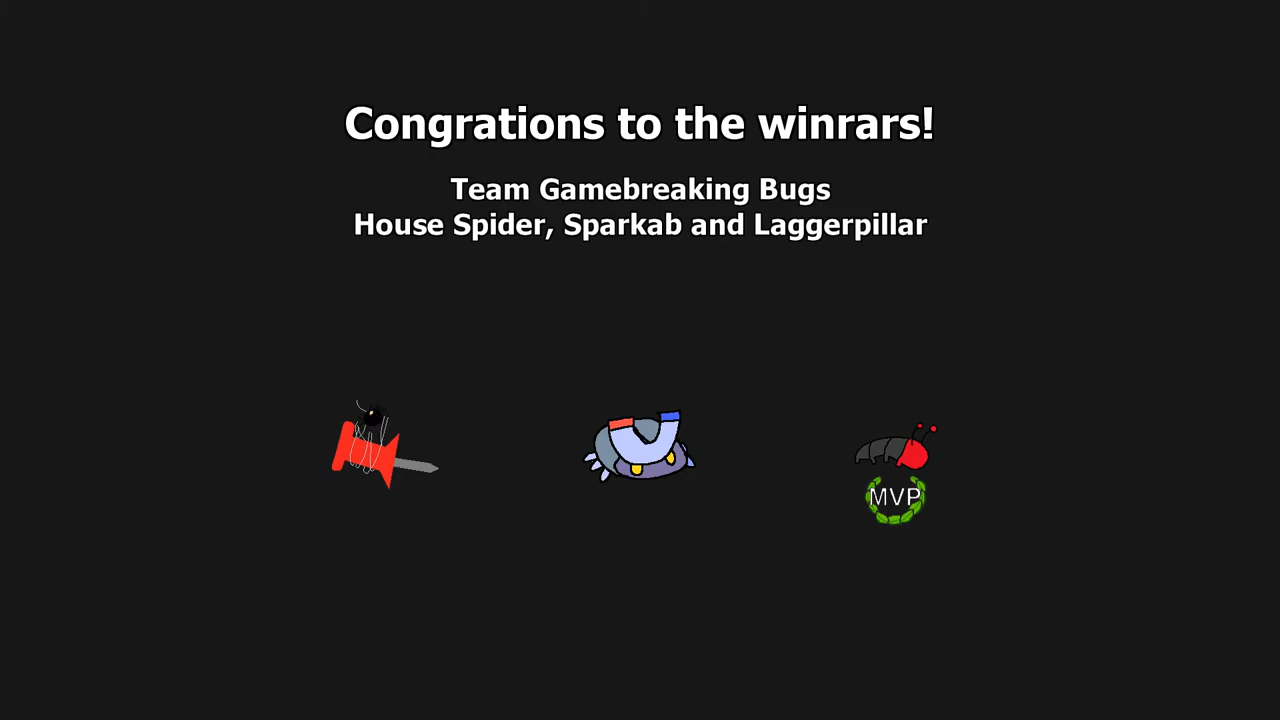 Congrations to the winrars!
Team Gamebreaking Bugs
House Spider, Sparkab and Laggerpillar
MVP